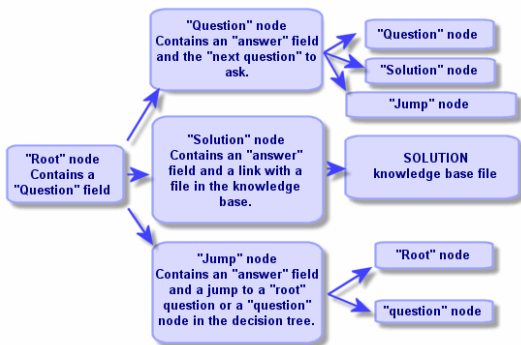 "Question" node
Contains an "answer" field
and the "next question" to
ask.
"Question" node
"Solution" node
"Jump" node
"Root" node
Contains a
"Question" field
"Solution" node
Contains an "answer"
field and a link with a
file in the knowledge
base.
SOLUTION
knowledge base file
"Jump" node
Contains an "answer" field
and a jump to a "root"
question or a "question"
node in the decision tree.
"Root" node
"question" node